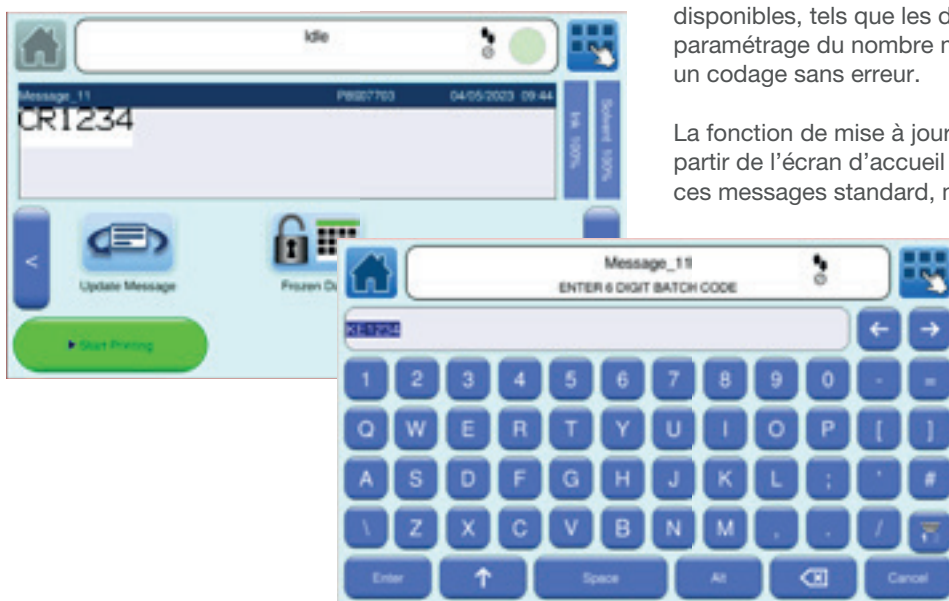 disponibles, tels que les d
paramétrage du nombre n
un codage sans erreur.
La fonction de mise à jour
partir de l'écran d'accueil
ces messages standard, r
Idle
Message_11 04/05/2023 09:44
CR1234
Ink 100%
Solvent 100%
<
Update Message
Frozen Da
Start Printing
Message_11
ENTER 6 DIGIT BATCH CODE
KE1234
← →
1 2 3 4 5 6 7 8 9 0 - =
Q W E R T Y U I O P [ ]
A S D F G H J K L ; ' #
\ Z X C V B N M , . /
Enter ↑ Space Alt Cancel